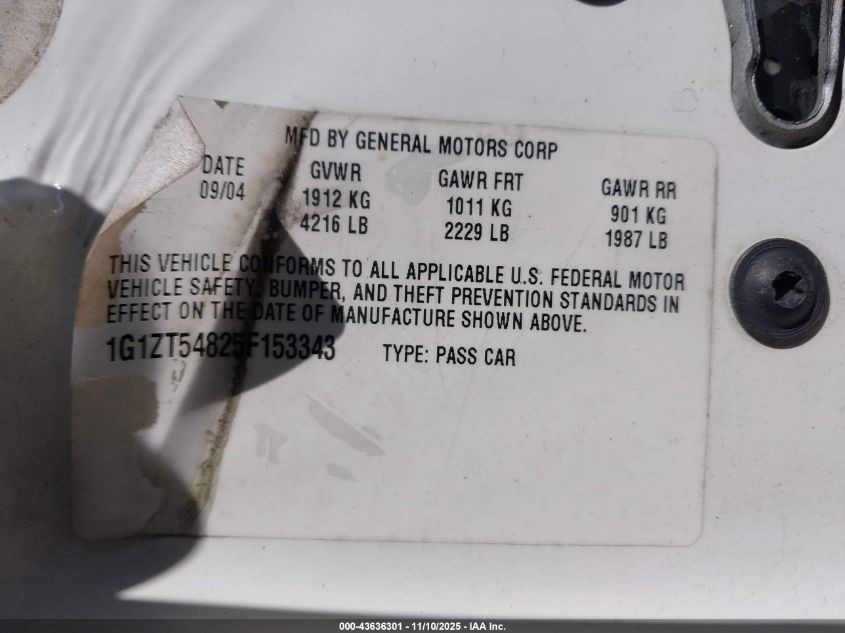 MFD BY GENERAL MOTORS CORP
DATE GVWR GAWR FRT GAWR RR
09/04 1912 KG 1011 KG 901 KG
4216 LB 2229 LB 1987 LB
THIS VEHICLE CONFORMS TO ALL APPLICABLE U.S. FEDERAL MOTOR
VEHICLE SAFETY, BUMPER, AND THEFT PREVENTION STANDARDS IN
EFFECT ON THE DATE OF MANUFACTURE SHOWN ABOVE.
1G1ZT54825F153343 TYPE: PASS CAR
000-43636301 - 11/10/2025 - IAA Inc.